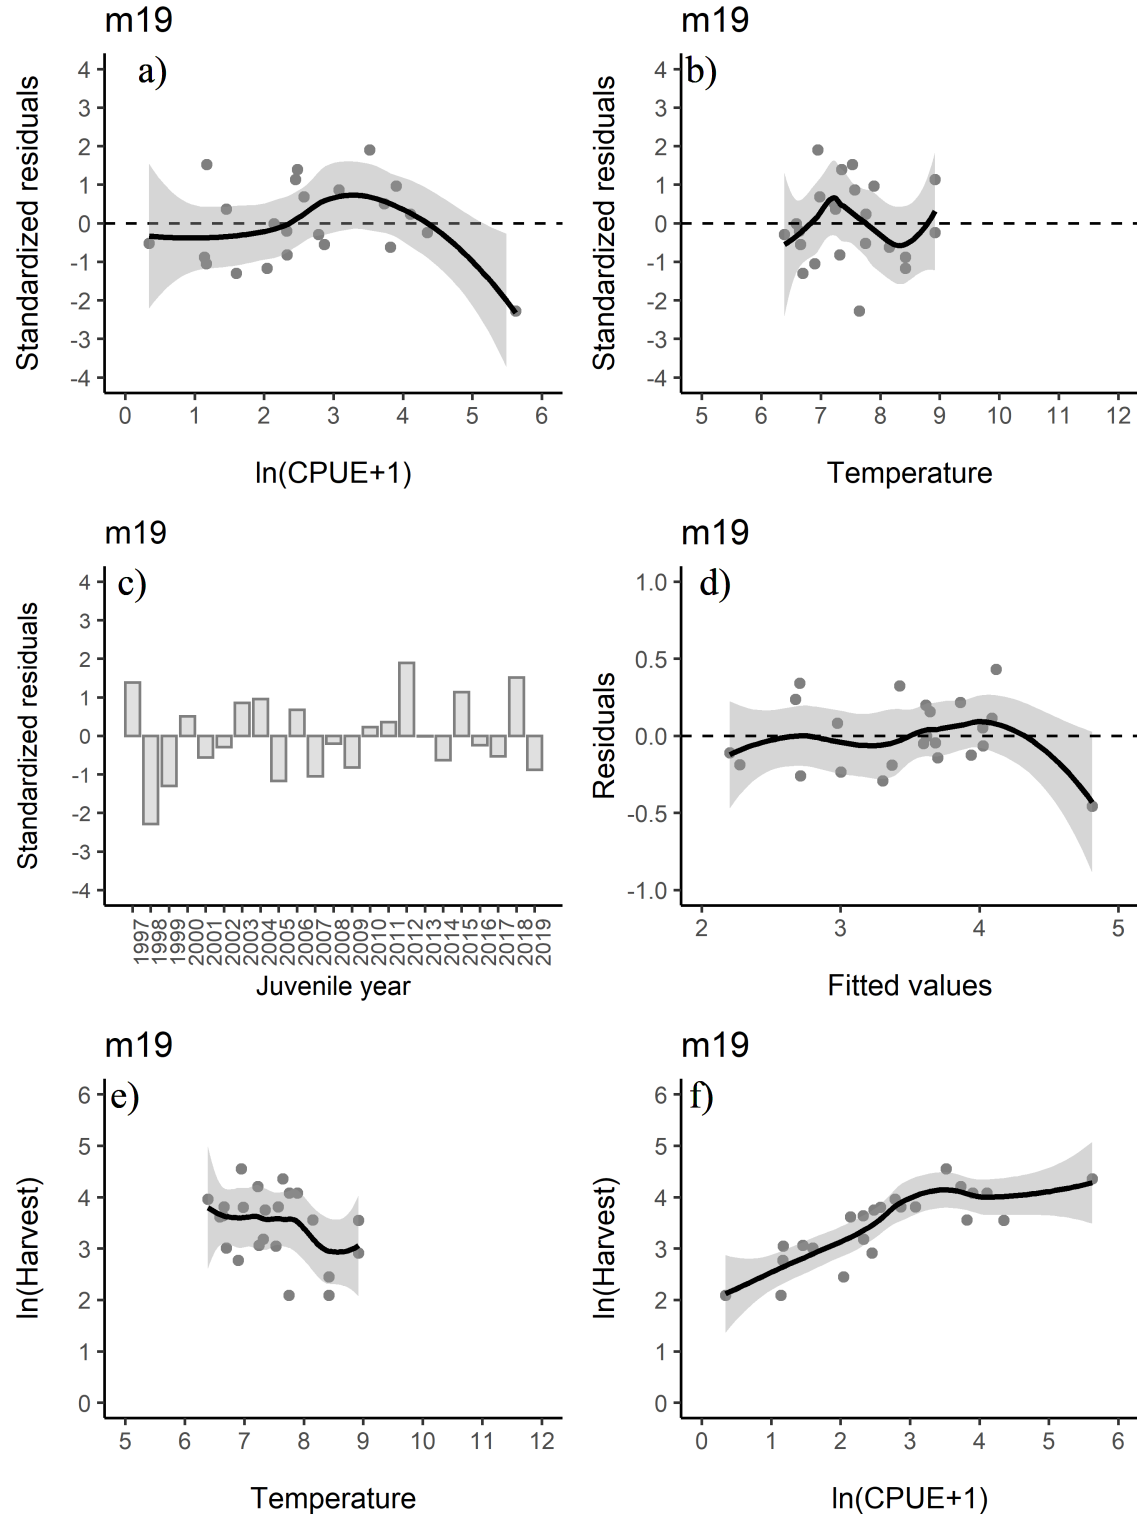 m19
a)
Standardized residuals
4
3
2
1
0
-1
-2
-3
-4
0 1 2 3 4 5 6
ln(CPUE+1)
m19
b)
Standardized residuals
4
3
2
1
0
-1
-2
-3
-4
5 6 7 8 9 10 11 12
Temperature
m19
c)
Standardized residuals
4
3
2
1
0
-1
-2
-3
-4
1997 1998 1999 2000 2001 2002 2003 2004 2005 2006 2007 2008 2009 2010 2011 2012 2013 2014 2015 2016 2017 2018 2019
Juvenile year
m19
d)
Residuals
1.0
0.5
0.0
-0.5
-1.0
2 3 4 5
Fitted values
m19
e)
ln(Harvest)
6
5
4
3
2
1
0
5 6 7 8 9 10 11 12
Temperature
m19
f)
ln(Harvest)
6
5
4
3
2
1
0
0 1 2 3 4 5 6
ln(CPUE+1)